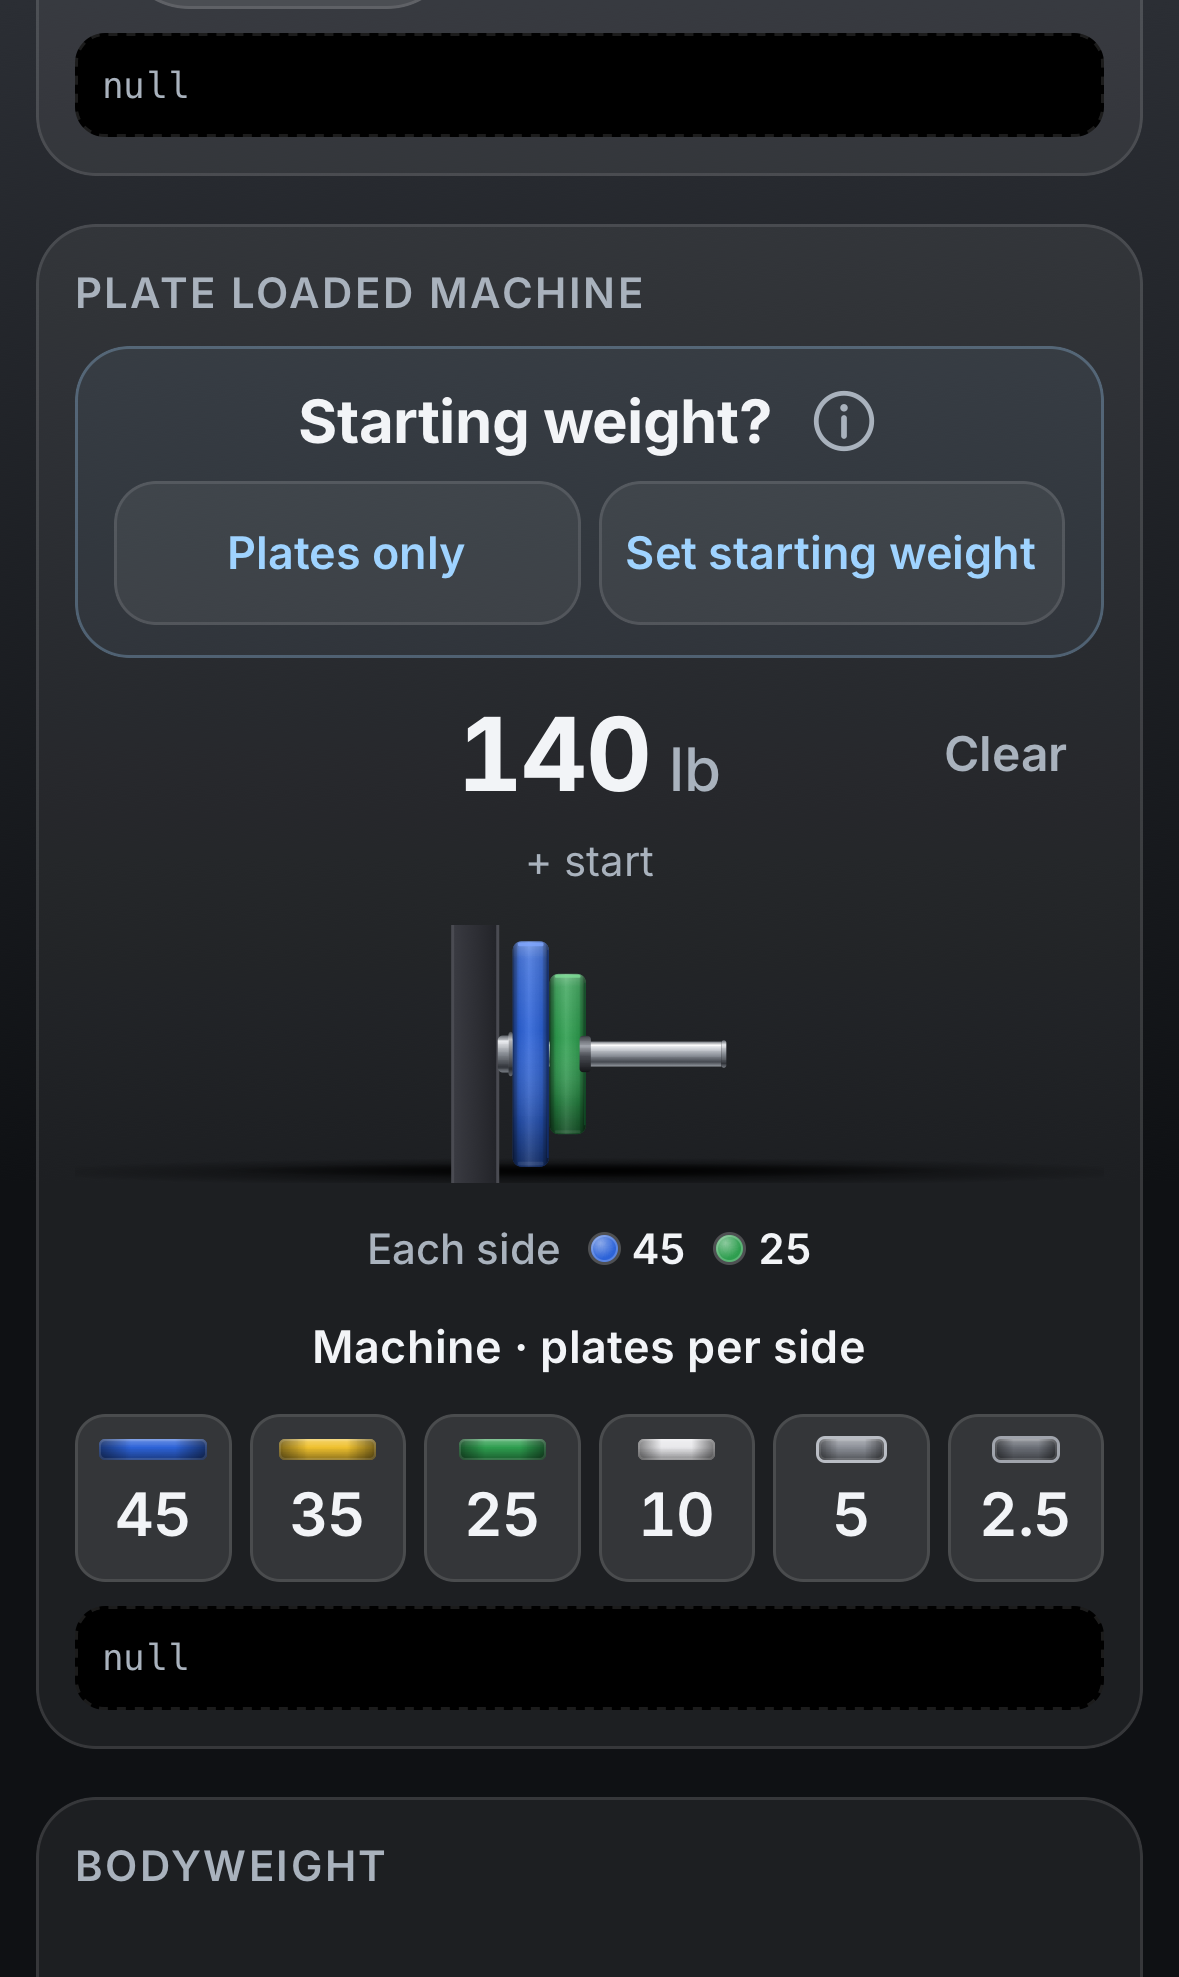 null
PLATE LOADED MACHINE
Starting weight?
Plates only
Set starting weight
140 lb
Clear
+ start
Each side 45 25
Machine · plates per side
45 35 25 10 5 2.5
null
BODYWEIGHT